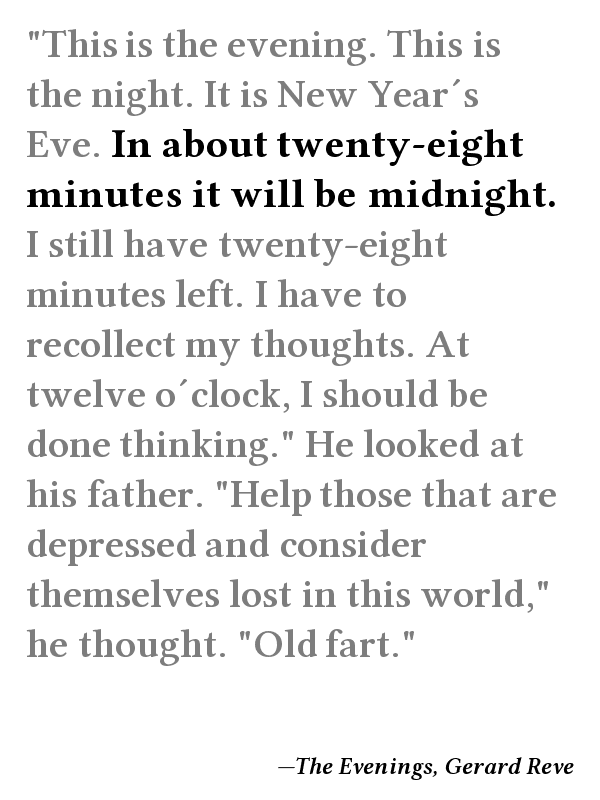 "This is the evening. This is
the night. It is New Year´s
Eve. In about twenty-eight
minutes it will be midnight.
I still have twenty-eight
minutes left. I have to
recollect my thoughts. At
twelve o´clock, I should be
done thinking." He looked at
his father. "Help those that are
depressed and consider
themselves lost in this world,"
he thought. "Old fart."
—The Evenings, Gerard Reve